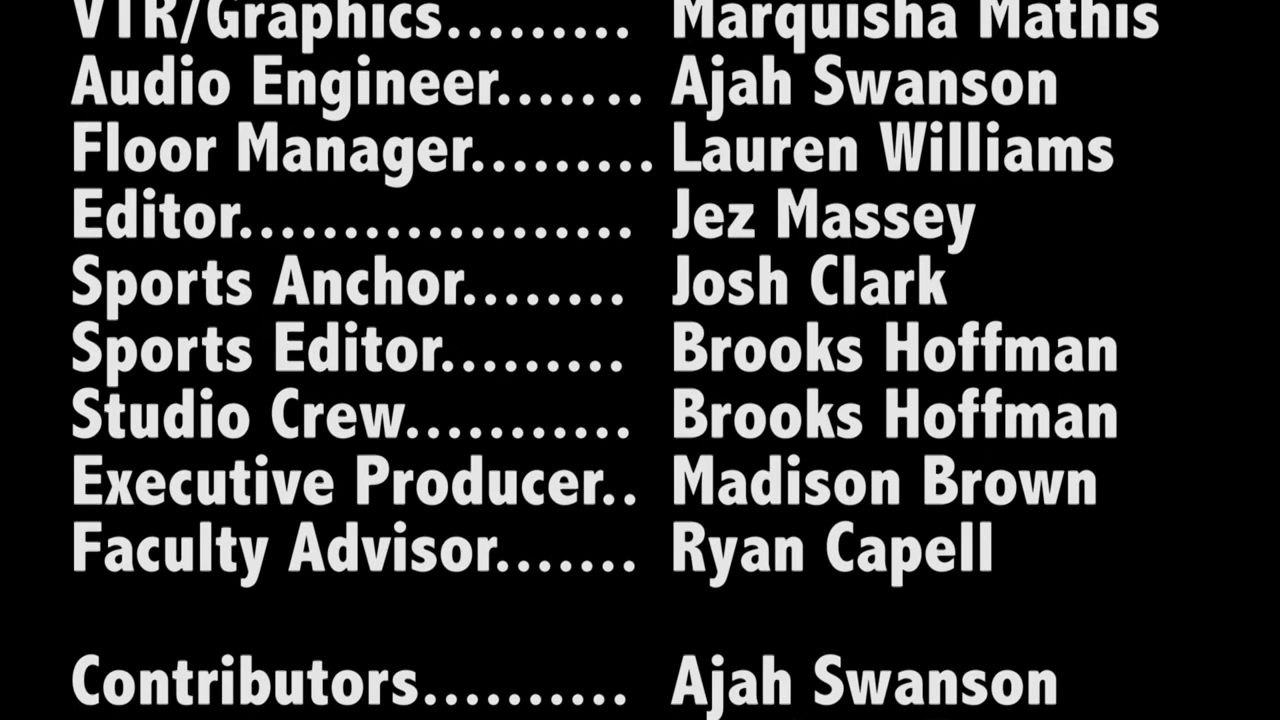 VTR/Graphics......... Marquisha Mathis
Audio Engineer....... Ajah Swanson
Floor Manager......... Lauren Williams
Editor................... Jez Massey
Sports Anchor........ Josh Clark
Sports Editor......... Brooks Hoffman
Studio Crew........... Brooks Hoffman
Executive Producer.. Madison Brown
Faculty Advisor....... Ryan Capell
Contributors.......... Ajah Swanson